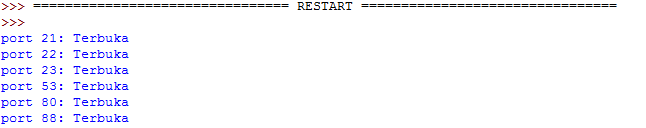 >>> ================================ RESTART ================================
>>>
port 21: Terbuka
port 22: Terbuka
port 23: Terbuka
port 53: Terbuka
port 80: Terbuka
port 88: Terbuka